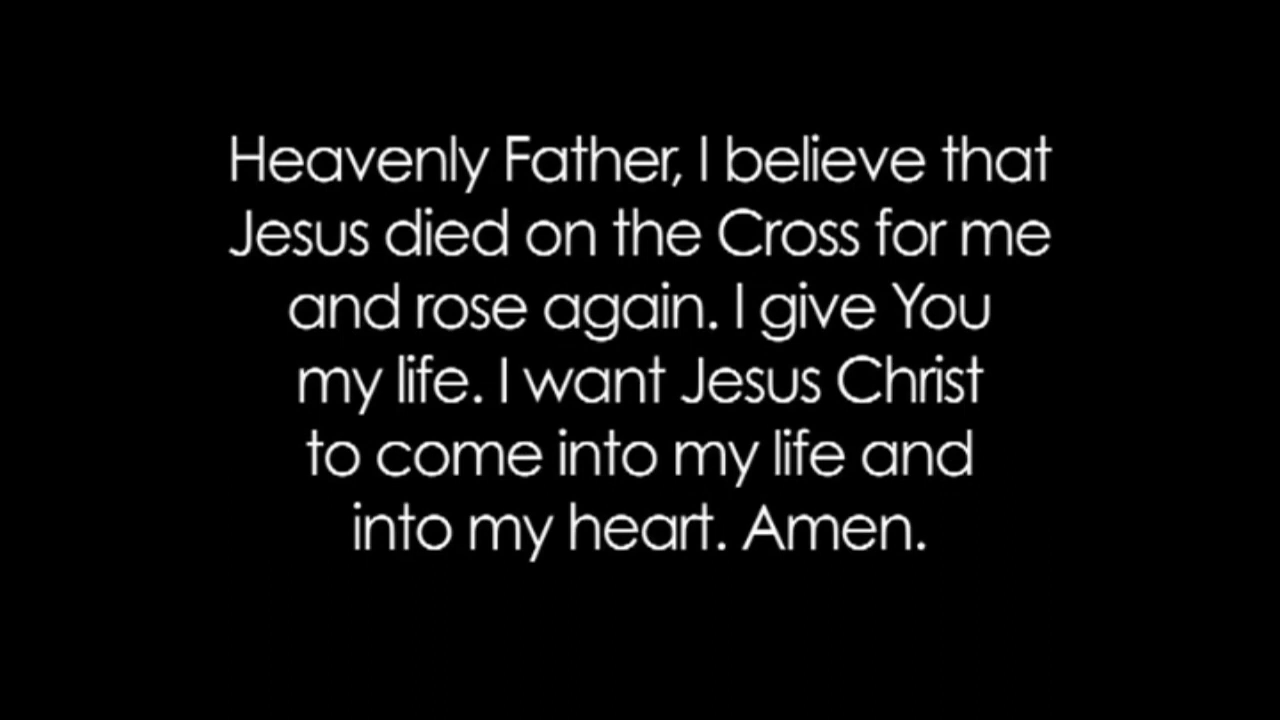 Heavenly Father, I believe that
Jesus died on the Cross for me
and rose again. I give You
my life. I want Jesus Christ
to come into my life and
into my heart. Amen.